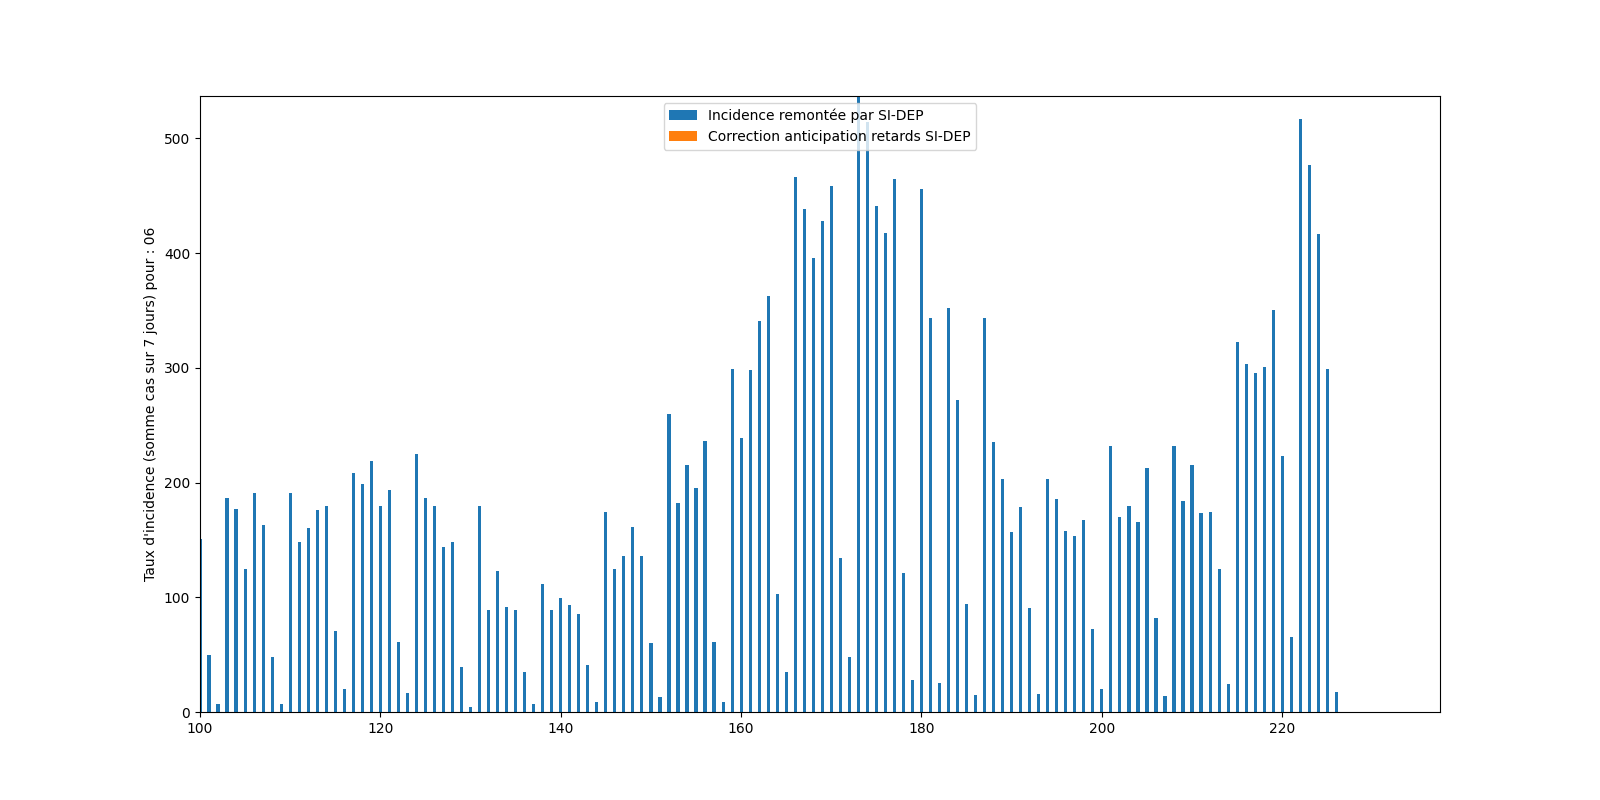 Incidence remontée par SI-DEP
Correction anticipation retards SI-DEP
Taux d'incidence (somme cas sur 7 jours) pour : 06
500
400
300
200
100
0
100 120 140 160 180 200 220